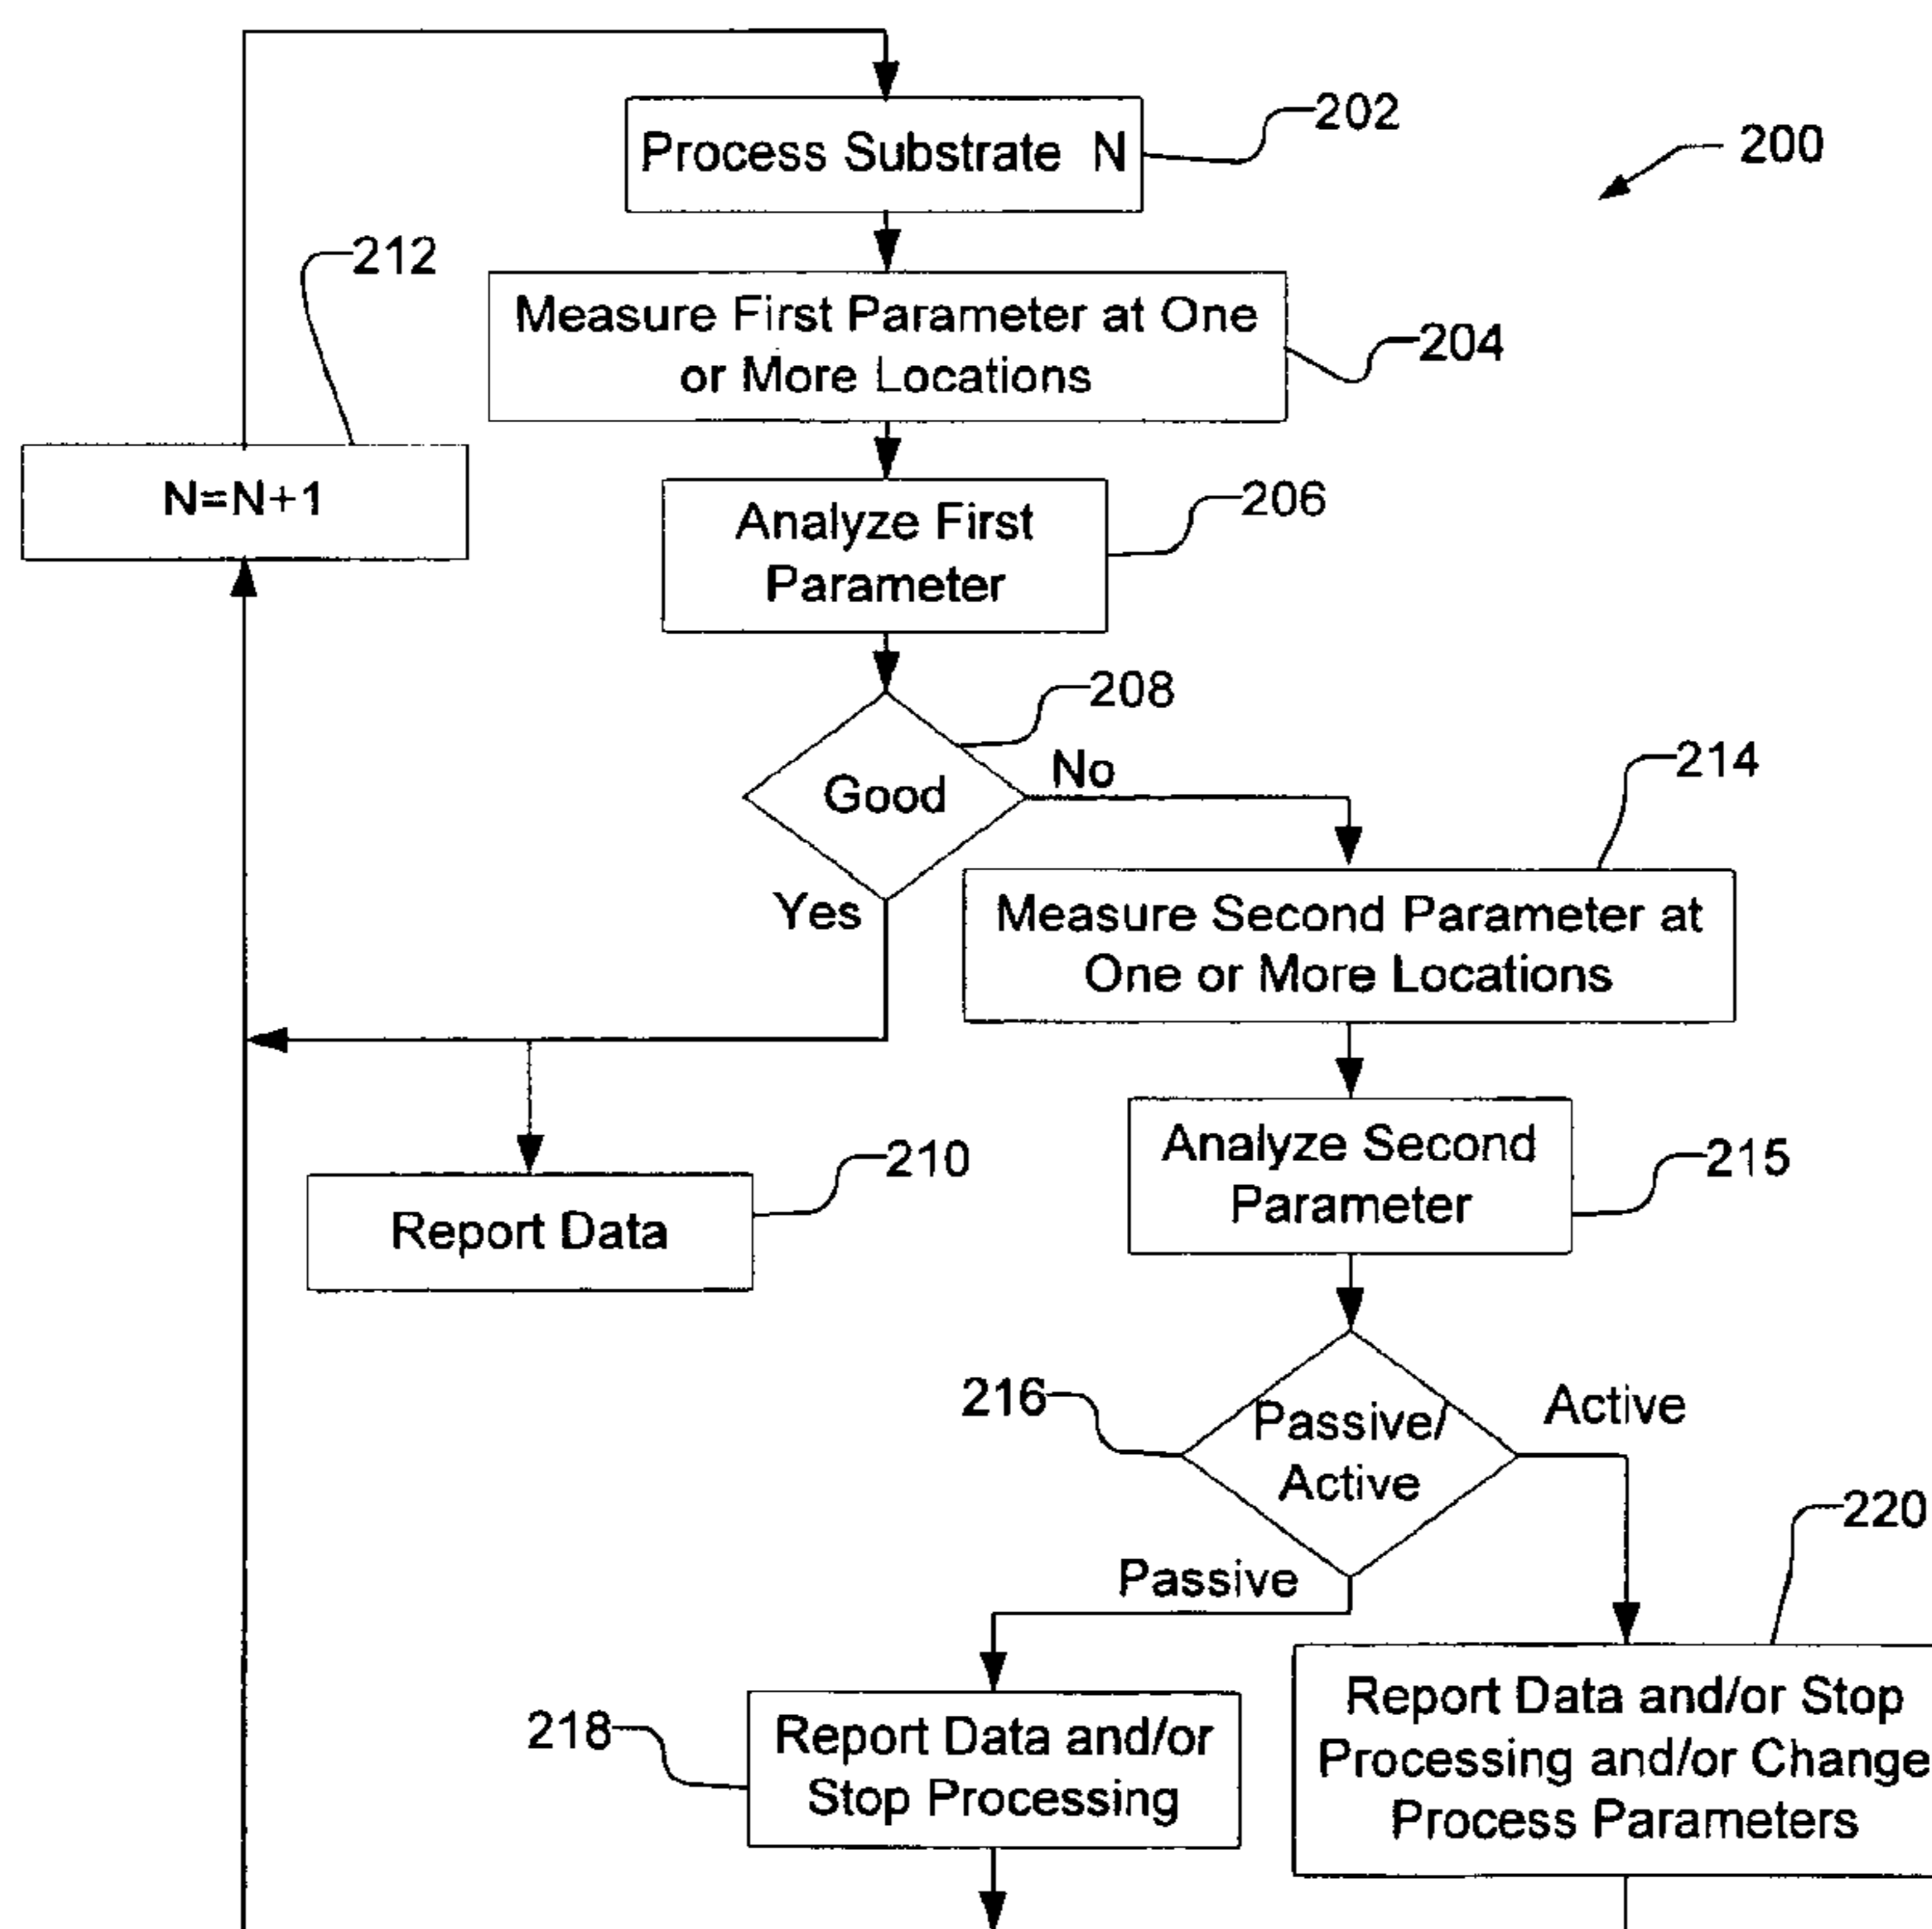 202
Process Substrate N
200
212
Measure First Parameter at One
or More Locations
204
N=N+1
206
Analyze First
Parameter
208
Good
No
Yes
214
Measure Second Parameter at
One or More Locations
210
Report Data
Analyze Second
Parameter
215
216
Passive/
Active
Active
Passive
220
218
Report Data and/or
Stop Processing
Report Data and/or Stop
Processing and/or Change
Process Parameters